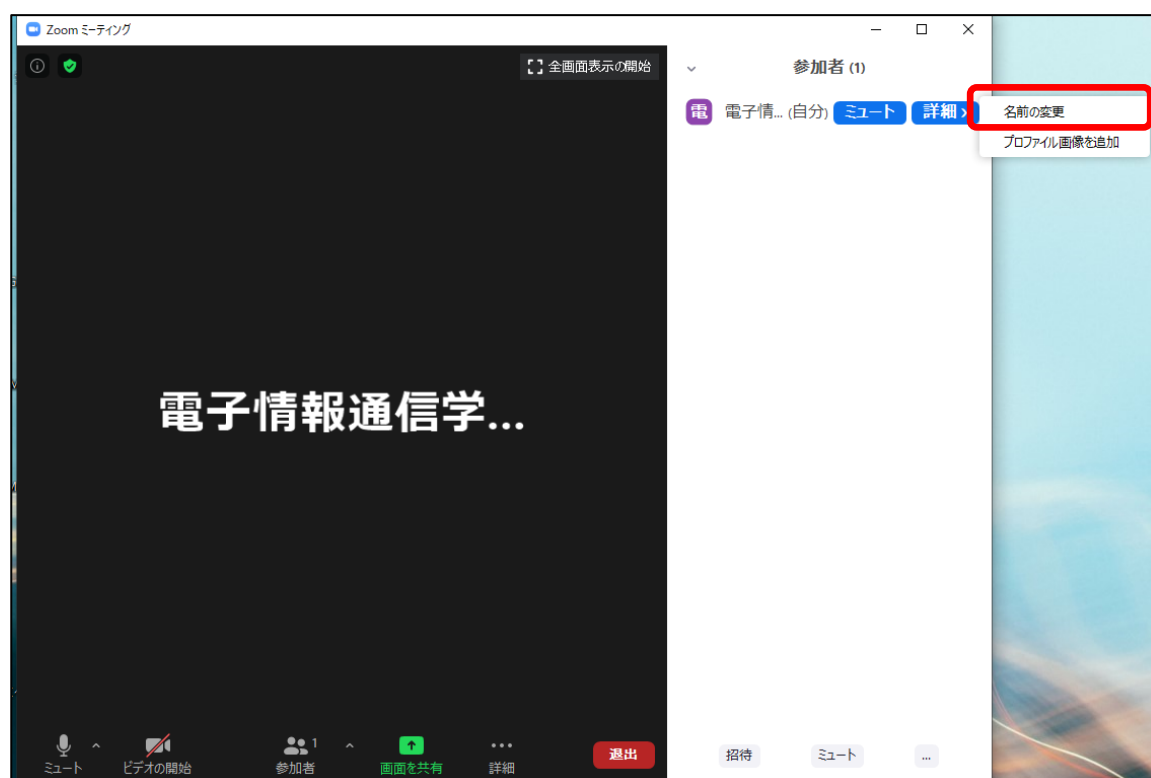 Zoom ミーティング
全画面表示の開始
参加者 (1)
電 電子情... (自分) ミュート 詳細 >
名前の変更
プロファイル画像を追加
電子情報通信学...
ミュート
ビデオの開始
参加者 1
画面を共有
詳細
退出
招待
ミュート
...